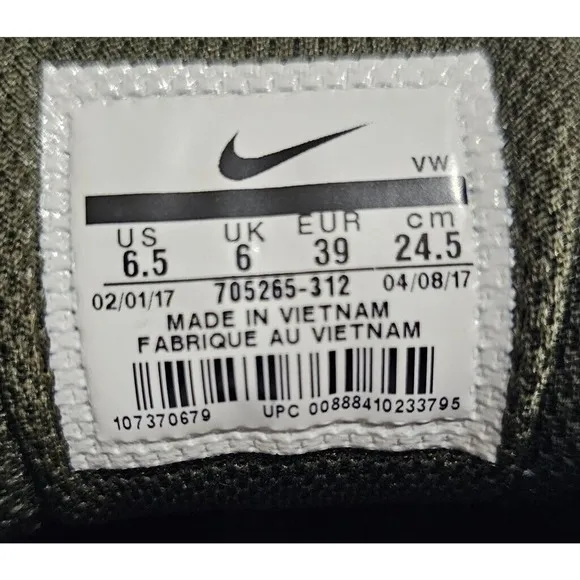 VW
US UK EUR cm
6.5 6 39 24.5
02/01/17 705265-312 04/08/17
MADE IN VIETNAM
FABRIQUE AU VIETNAM
107370679 UPC 00888410233795